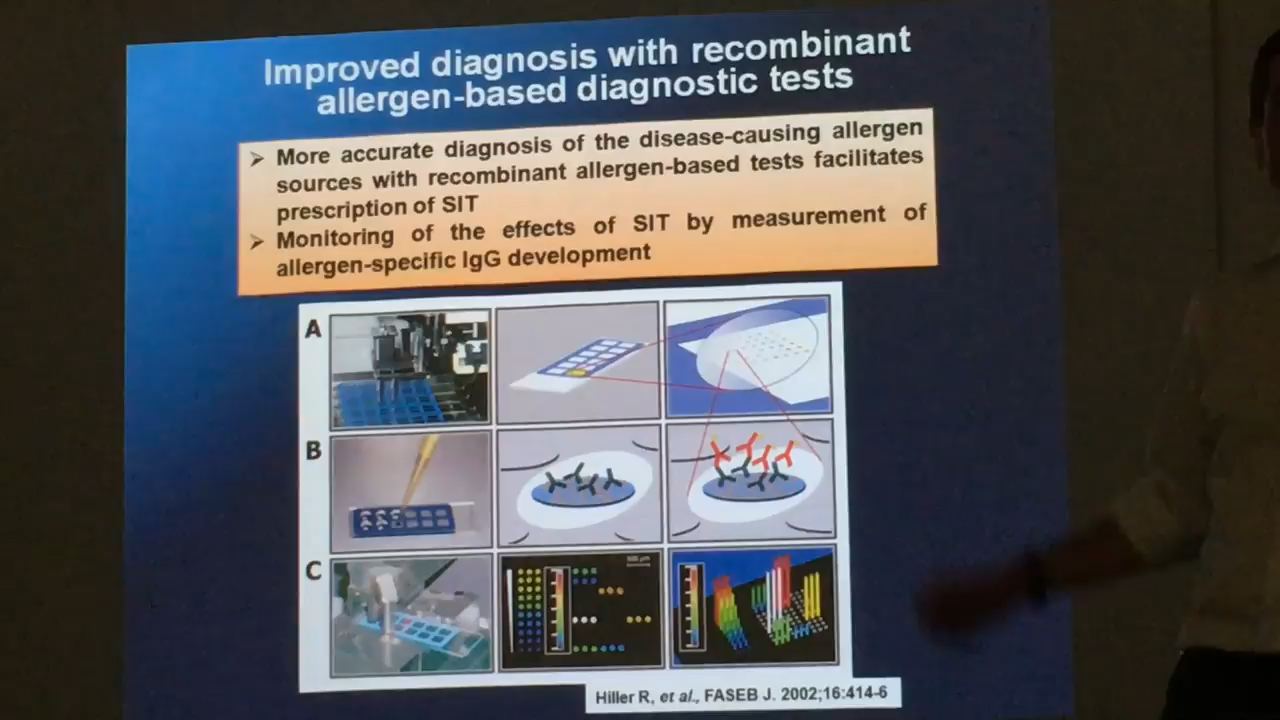 Improved diagnosis with recombinant
allergen-based diagnostic tests
➢ More accurate diagnosis of the disease-causing allergen
sources with recombinant allergen-based tests facilitates
prescription of SIT
➢ Monitoring of the effects of SIT by measurement of
allergen-specific IgG development
A
B
C
Hiller R, et al., FASEB J. 2002;16:414-6